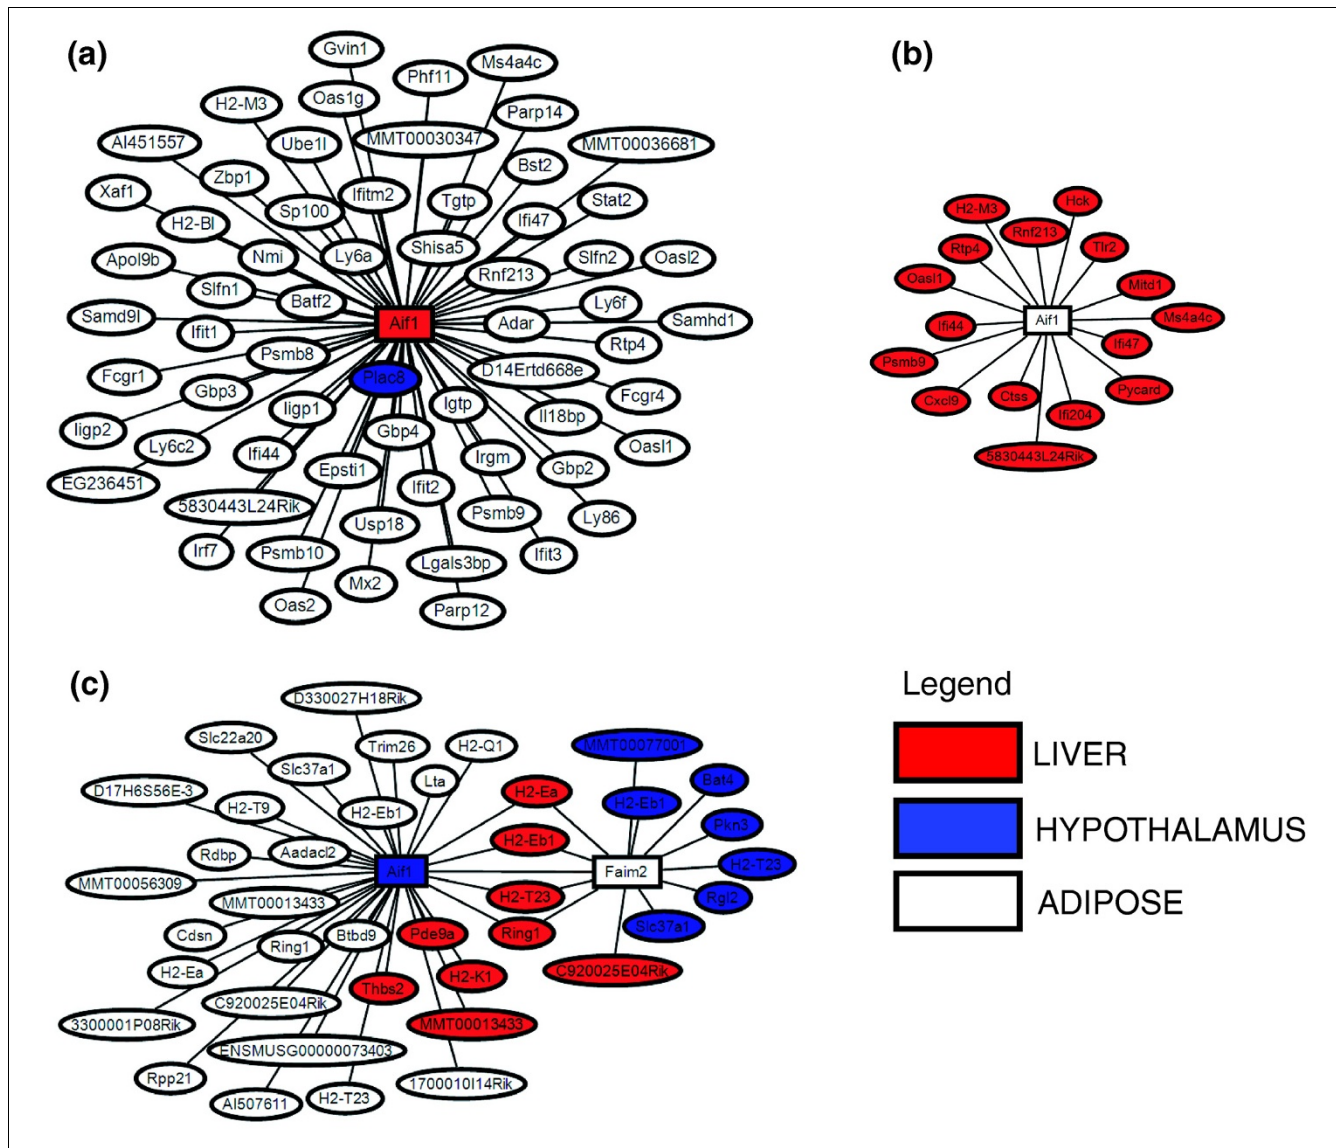 (a)
Gvin1
Phf11
Ms4a4c
H2-M3
Oas1g
Parp14
AI451557
Ube1l
MMT00030347
MMT00036681
Zbp1
Bst2
Xaf1
Ifitm2
Tgtp
Stat2
Sp100
Ifi47
H2-Bl
Shisa5
Nmi
Ly6a
Apol9b
Rnf213
Slfn2
Oasl2
Slfn1
Batf2
Ly6f
Samd9l
Aif1
Adar
Samhd1
Ifit1
Rtp4
Psmb8
D14Ertd668e
Fcgr1
Plac8
Gbp3
Fcgr4
Iigp1
Igtp
Il18bp
Iigp2
Gbp4
Ly6c2
Oasl1
Ifi44
Irgm
EG236451
Epsti1
Gbp2
Ifit2
5830443L24Rik
Psmb9
Ly86
Usp18
Irf7
Psmb10
Ifit3
Lgals3bp
Mx2
Oas2
Parp12
(b)
Hck
H2-M3
Rnf213
Rtp4
Tlr2
Oasl1
Mitd1
Aif1
Ms4a4c
Ifi44
Ifi47
Psmb9
Pycard
Cxcl9
Ctss
Ifi204
5830443L24Rik
(c)
D330027H18Rik
Slc22a20
Trim26
H2-Q1
MMT00077001
Slc37a1
Lta
Bat4
D17H6S56E-3
H2-Ea
H2-T9
H2-Eb1
H2-Eb1
Pkn3
H2-Eb1
Rdbp
Aadacl2
Aif1
Faim2
H2-T23
MMT00056309
H2-T23
Rgl2
MMT00013433
Slc37a1
Cdsn
Ring1
Btbd9
Pde9a
Ring1
H2-Ea
C920025E04Rik
H2-K1
Thbs2
C920025E04Rik
3300001P08Rik
MMT00013433
ENSMUSG00000073403
Rpp21
1700010I14Rik
AI507611
H2-T23
Legend
LIVER
HYPOTHALAMUS
ADIPOSE